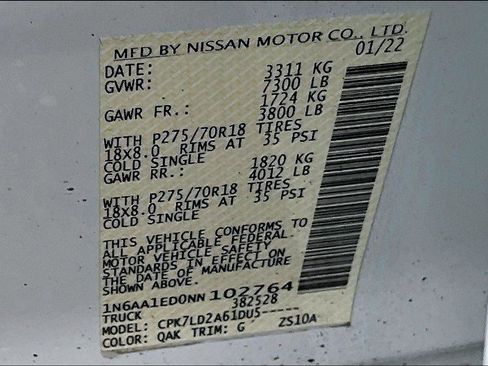 MFD BY NISSAN MOTOR CO., LTD.
DATE: 01/22
GVWR: 3311 KG
7300 LB
GAWR FR.: 1724 KG
3800 LB
WITH P275/70R18 TIRES
18X8.0 RIMS AT 35 PSI
COLD SINGLE
GAWR RR.: 1820 KG
4012 LB
WITH P275/70R18 TIRES
18X8.0 RIMS AT 35 PSI
COLD SINGLE
THIS VEHICLE CONFORMS TO
ALL APPLICABLE FEDERAL
MOTOR VEHICLE SAFETY
STANDARDS IN EFFECT ON
THE DATE OF MANUFACTURE
SHOWN ABOVE.
1N6AA1ED0NN102764
TRUCK 382528
MODEL: CPK7LD2A61DU5-----
COLOR: QAK TRIM: G ZS10A